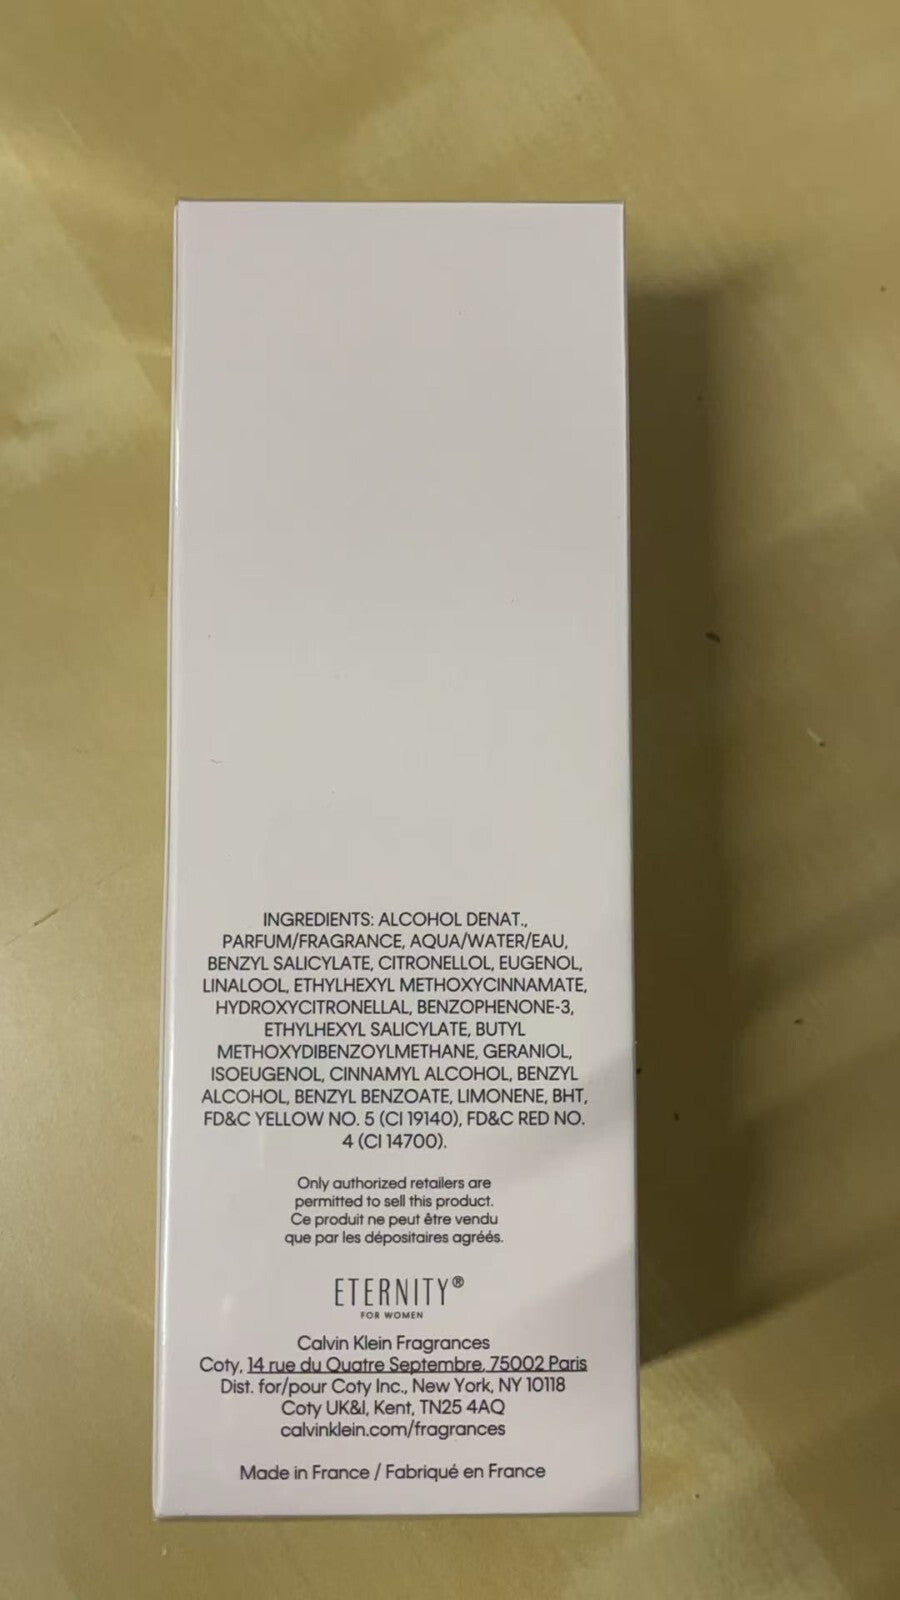 INGREDIENTS: ALCOHOL DENAT.,
PARFUM/FRAGRANCE, AQUA/WATER/EAU,
BENZYL SALICYLATE, CITRONELLOL, EUGENOL,
LINALOOL, ETHYLHEXYL METHOXYCINNAMATE,
HYDROXYCITRONELLAL, BENZOPHENONE-3,
ETHYLHEXYL SALICYLATE, BUTYL
METHOXYDIBENZOYLMETHANE, GERANIOL,
ISOEUGENOL, CINNAMYL ALCOHOL, BENZYL
ALCOHOL, BENZYL BENZOATE, LIMONENE, BHT,
FD&C YELLOW NO. 5 (CI 19140), FD&C RED NO.
4 (CI 14700).
Only authorized retailers are
permitted to sell this product.
Ce produit ne peut être vendu
que par les dépositaires agréés.
ETERNITY®
FOR WOMEN
Calvin Klein Fragrances
Coty, 14 rue du Quatre Septembre, 75002 Paris
Dist. for/pour Coty Inc., New York, NY 10118
Coty UK&I, Kent, TN25 4AQ
calvinklein.com/fragrances
Made in France / Fabriqué en France